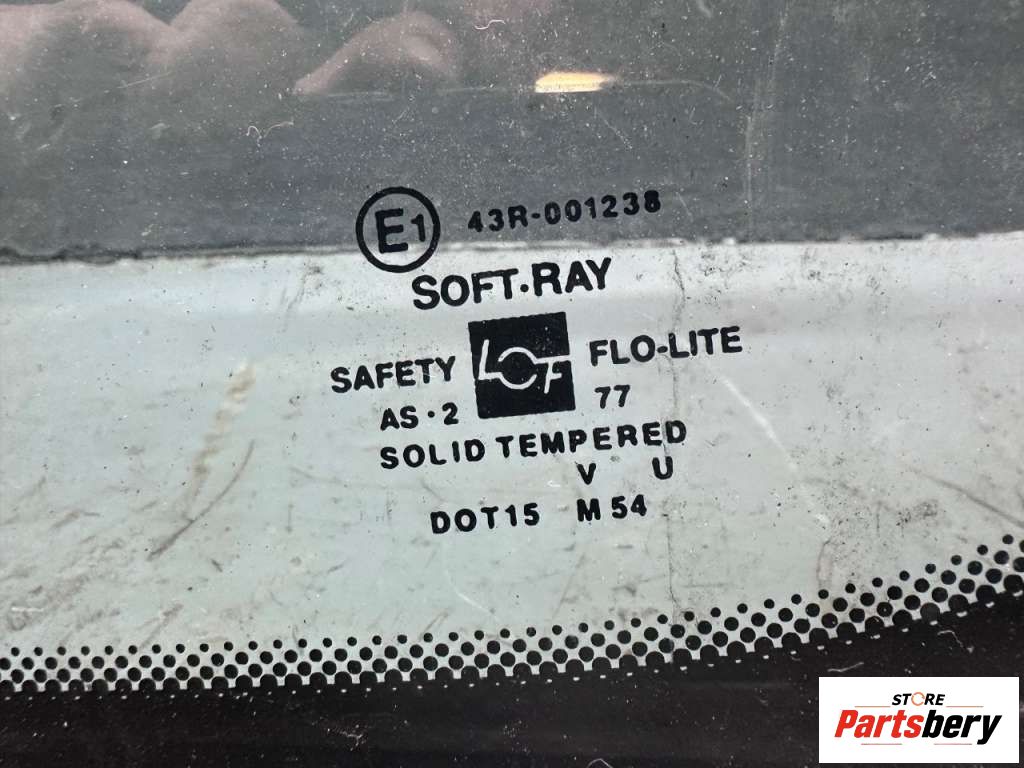 E1 43R-001238
SOFT·RAY
SAFETY LOF FLO-LITE
AS·2 77
SOLID TEMPERED
V U
DOT15 M54
STORE
Partsbery